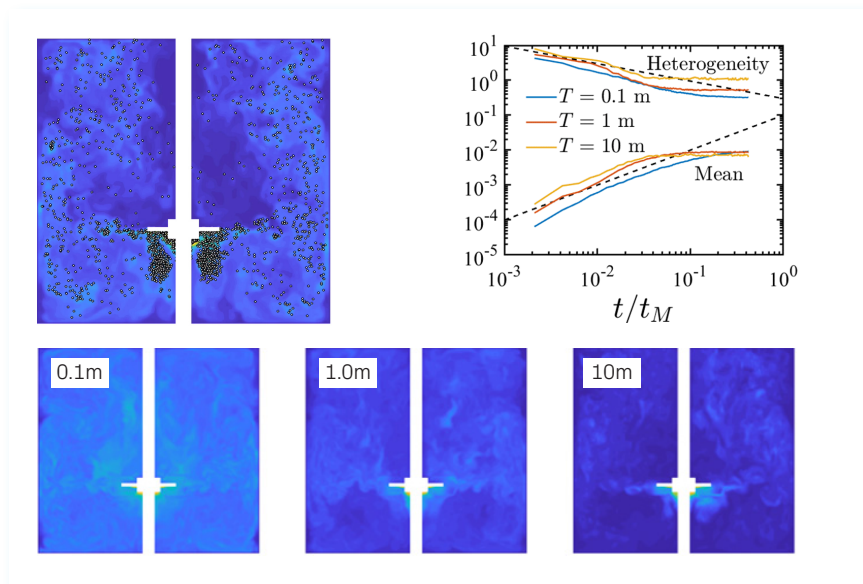 10^1
10^0
10^-1
10^-2
10^-3
10^-4
10^-5
Heterogeneity
T = 0.1 m
T = 1 m
T = 10 m
Mean
10^-3 10^-2 10^-1 10^0
t/t_M
0.1m 1.0m 10m